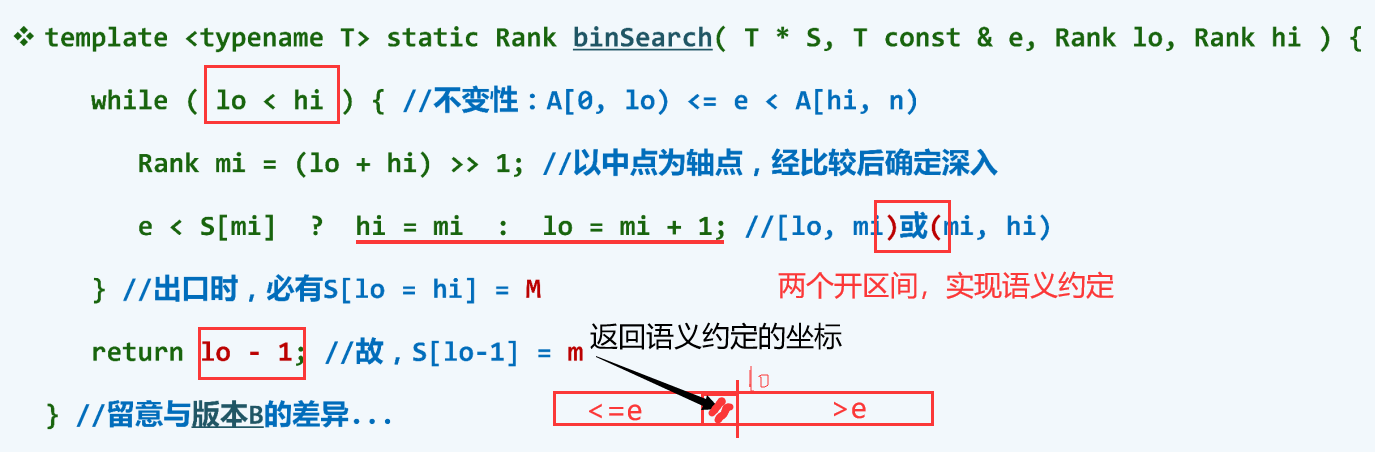 ❖ template <typename T> static Rank binSearch( T * S, T const & e, Rank lo, Rank hi ) {
while ( lo < hi ) { //不变性：A[0, lo) <= e < A[hi, n)
Rank mi = (lo + hi) >> 1; //以中点为轴点，经比较后确定深入
e < S[mi] ? hi = mi : lo = mi + 1; //[lo, mi)或(mi, hi)
} //出口时，必有S[lo = hi] = M
两个开区间，实现语义约定
返回语义约定的坐标
return lo - 1; //故，S[lo-1] = m
lo
<=e
>e
} //留意与版本B的差异...